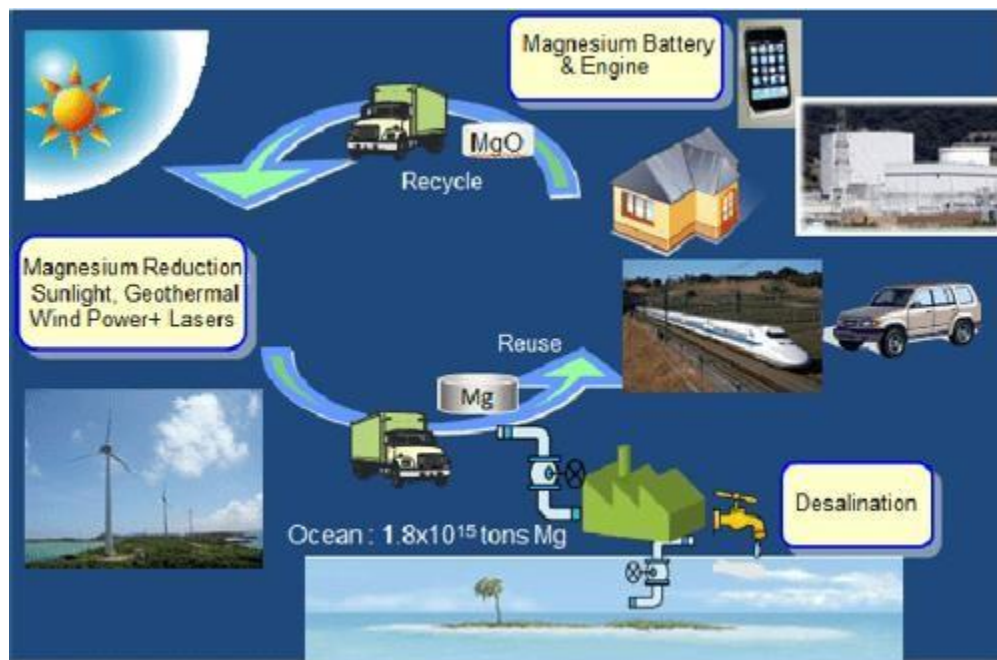 Magnesium Battery
& Engine
MgO
Recycle
Magnesium Reduction
Sunlight, Geothermal
Wind Power+ Lasers
Reuse
Mg
Desalination
Ocean : 1.8x10¹⁵ tons Mg